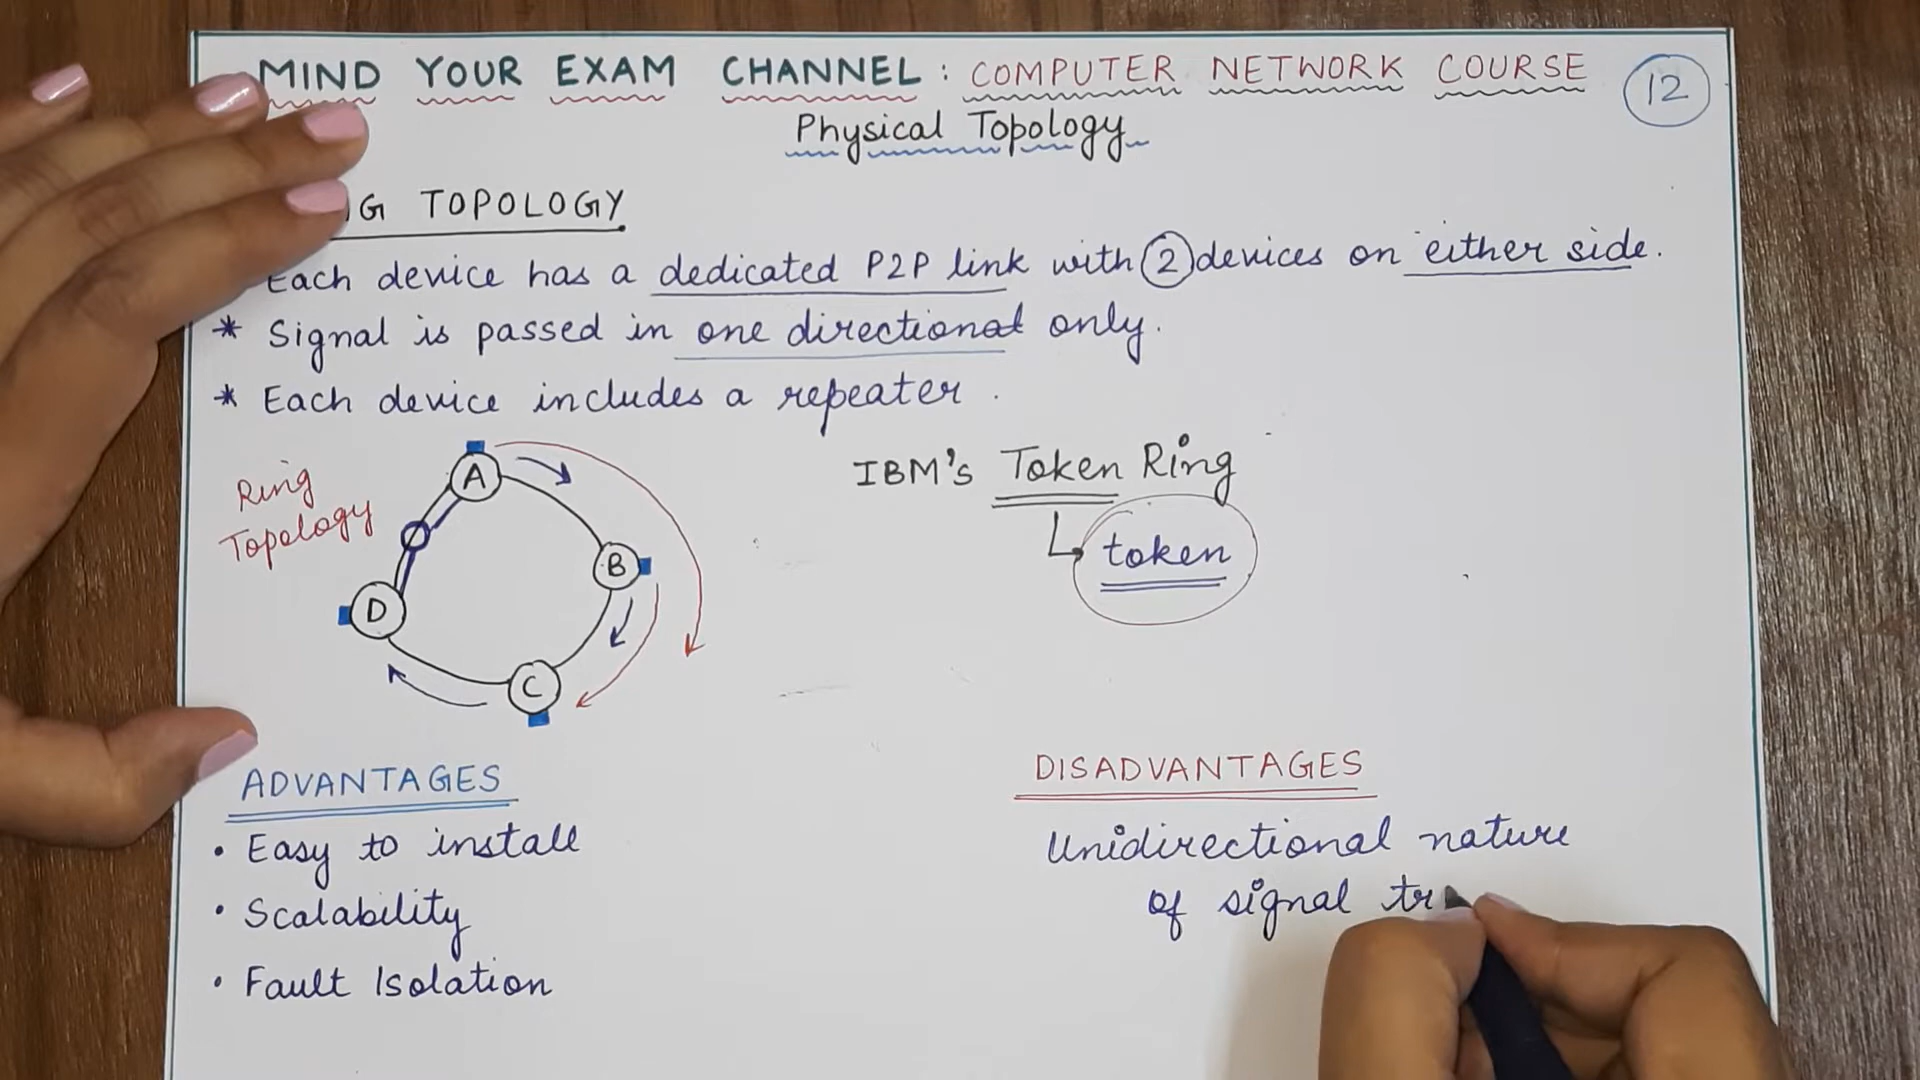 MIND YOUR EXAM CHANNEL : COMPUTER NETWORK COURSE
12
Physical Topology
TOPOLOGY
Each device has a dedicated P2P link with 2 devices on either side.
* Signal is passed in one directional only.
* Each device includes a repeater.
Ring
Topology
A
B
C
D
IBM's Token Ring
token
ADVANTAGES
• Easy to install
• Scalability
• Fault Isolation
DISADVANTAGES
Unidirectional nature
of signal tr